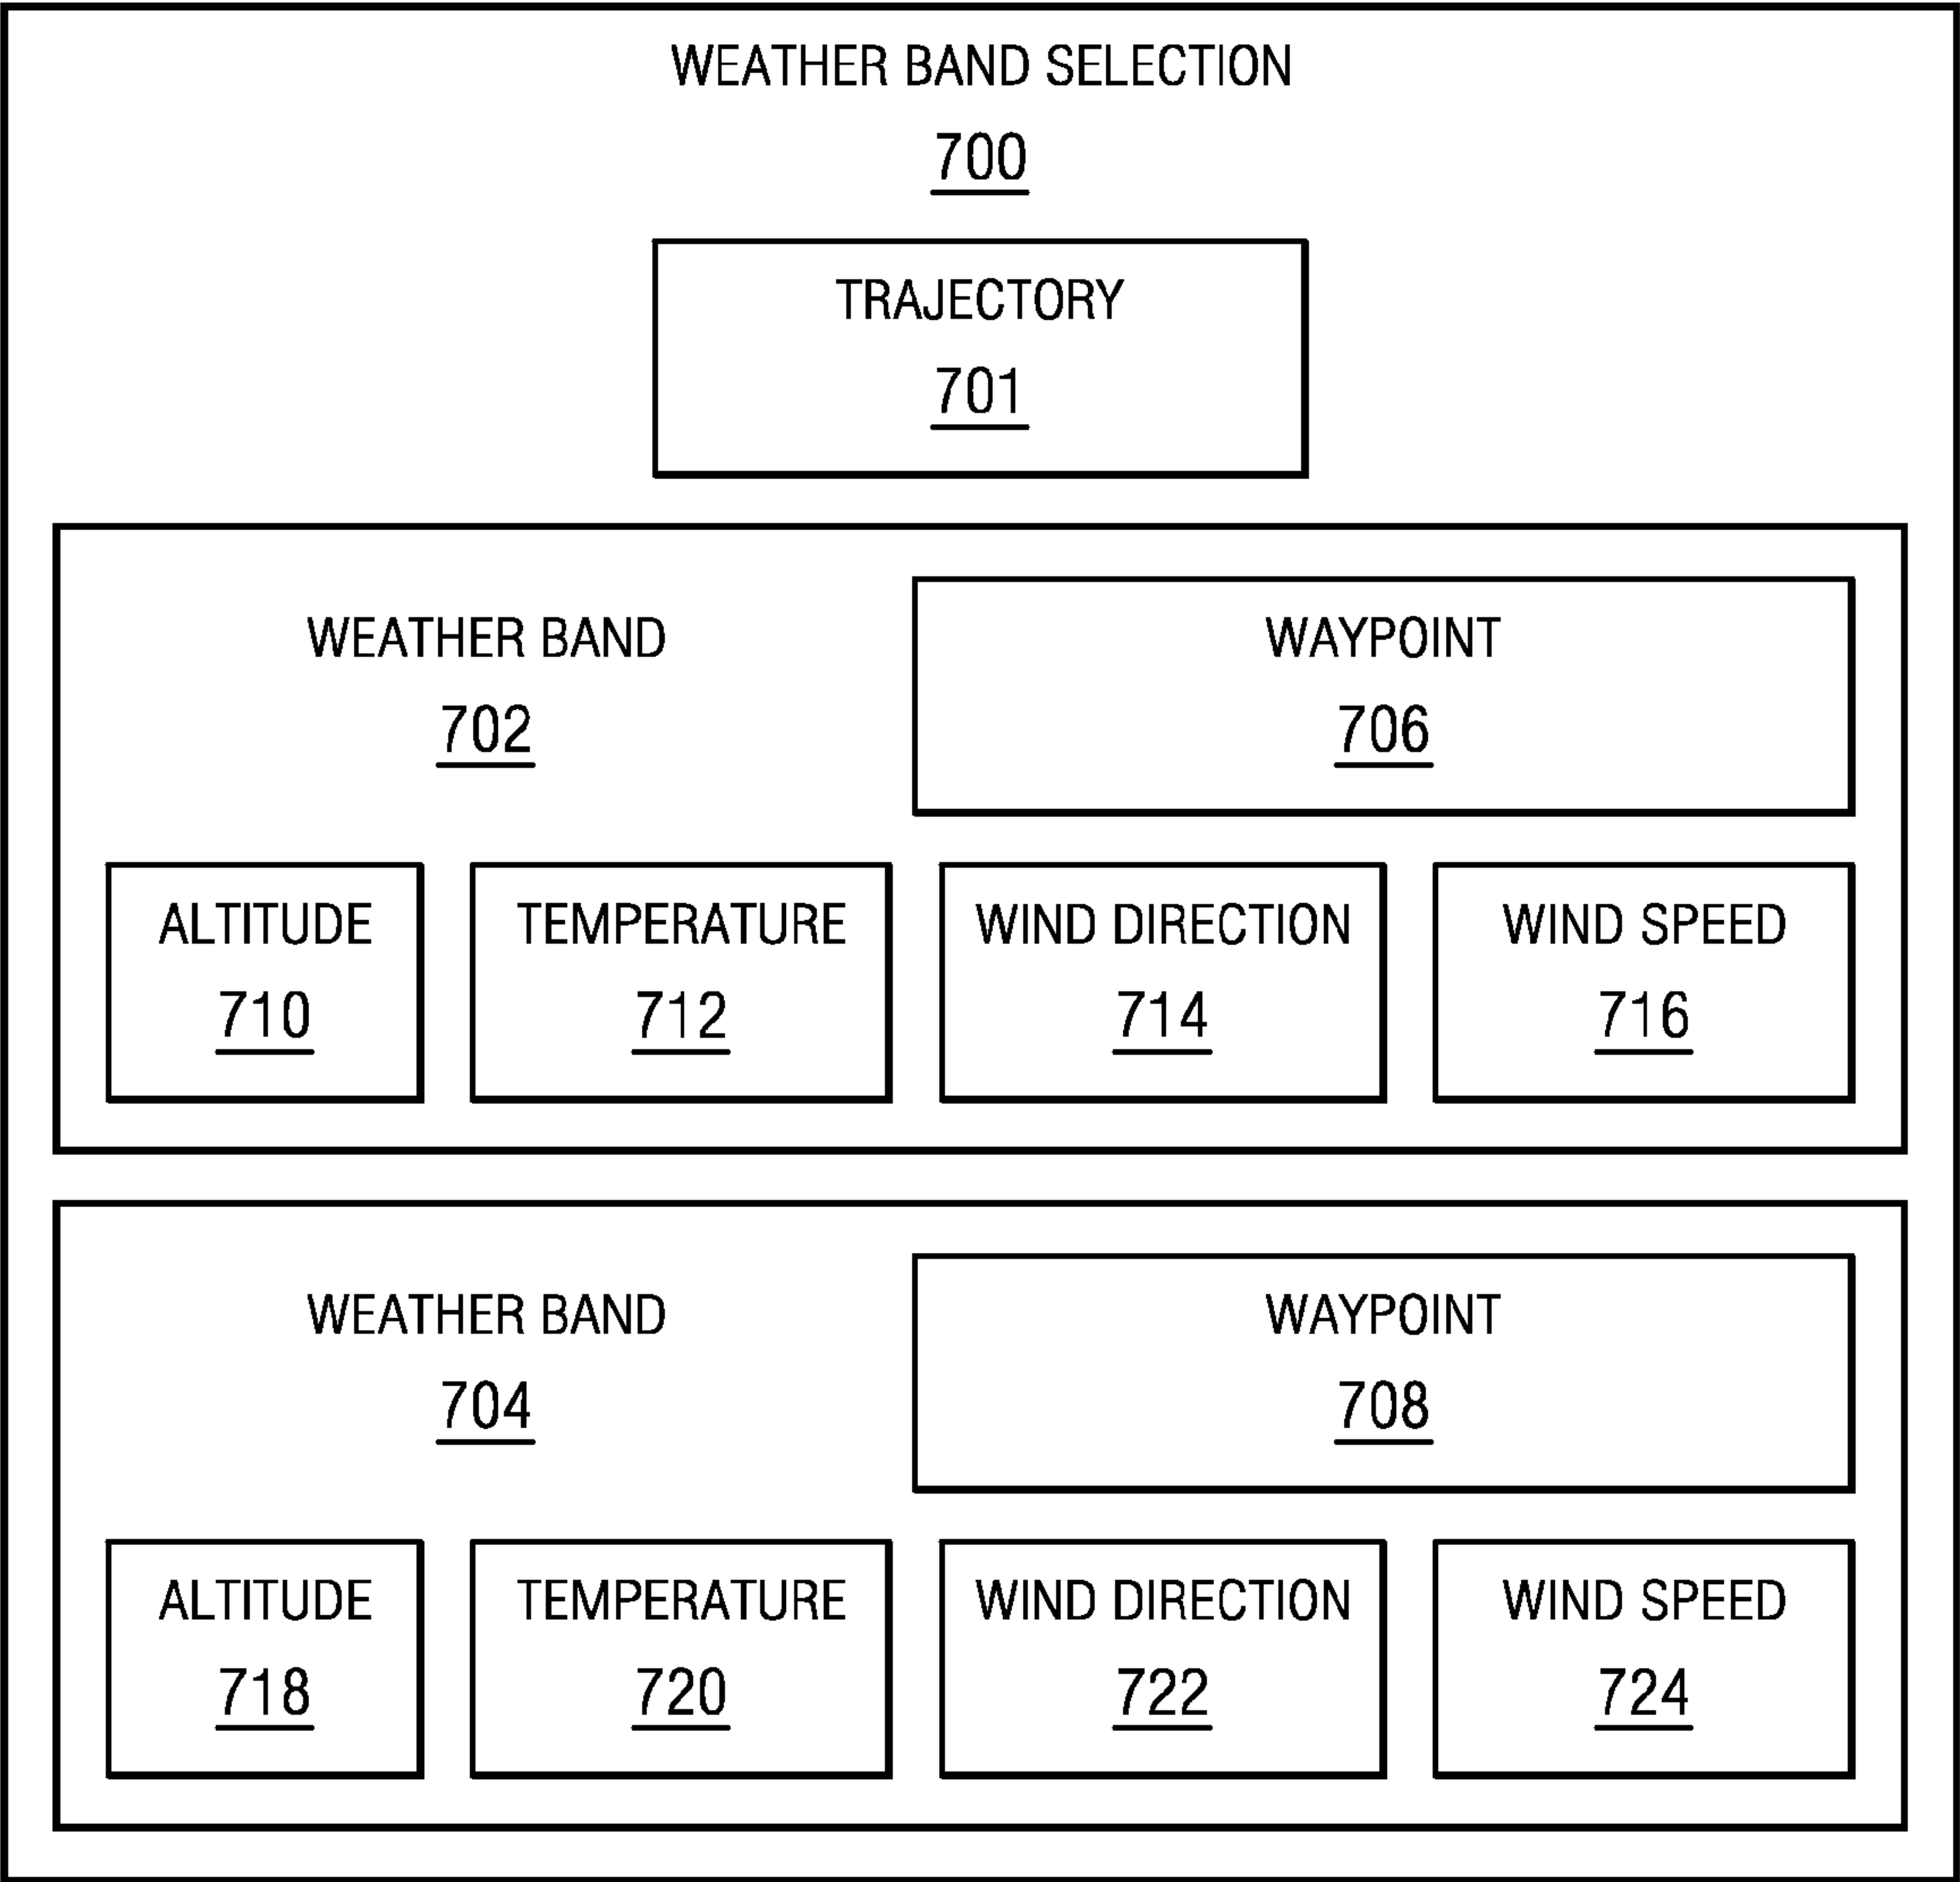 WEATHER BAND SELECTION
700
TRAJECTORY
701
WEATHER BAND
702
WAYPOINT
706
ALTITUDE
710
TEMPERATURE
712
WIND DIRECTION
714
WIND SPEED
716
WEATHER BAND
704
WAYPOINT
708
ALTITUDE
718
TEMPERATURE
720
WIND DIRECTION
722
WIND SPEED
724